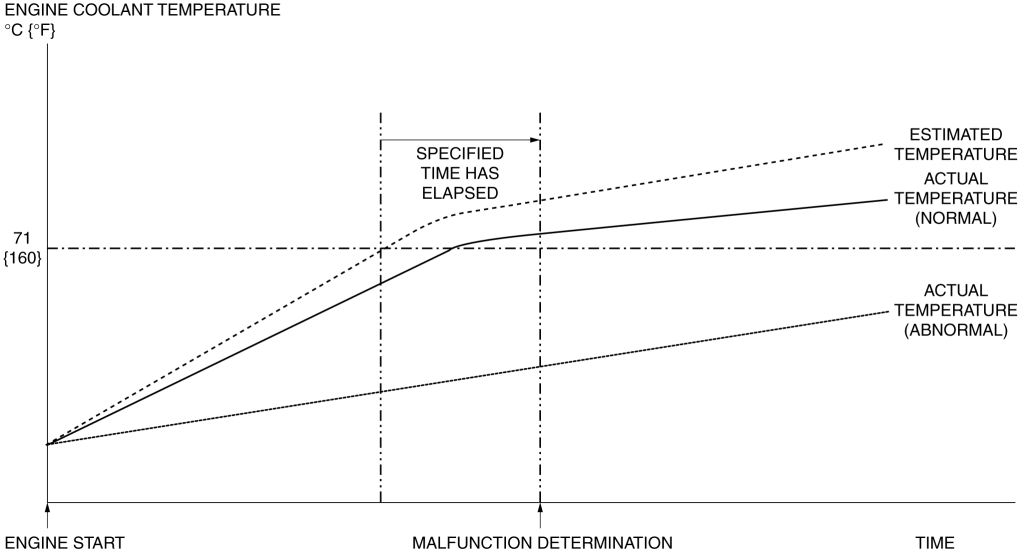 ENGINE COOLANT TEMPERATURE
°C {°F}
ESTIMATED
TEMPERATURE
SPECIFIED
TIME HAS
ELAPSED
ACTUAL
TEMPERATURE
(NORMAL)
71
{160}
ACTUAL
TEMPERATURE
(ABNORMAL)
ENGINE START
MALFUNCTION DETERMINATION
TIME